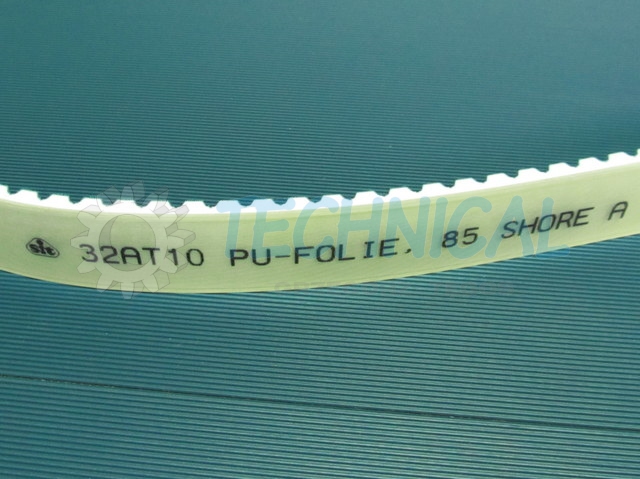 32AT10 PU-FOLIE, 85 SHORE A
TECHNICAL